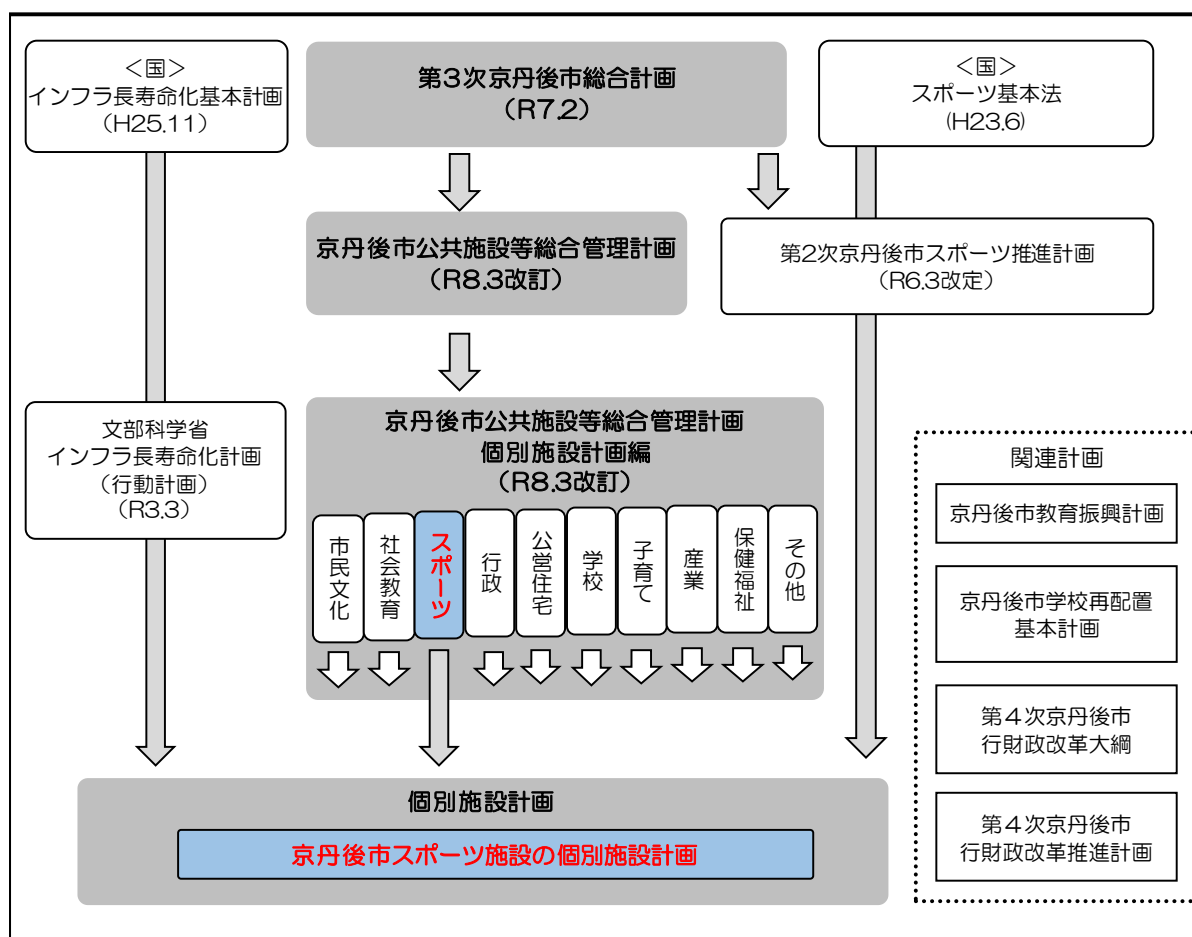 <国>
インフラ長寿命化基本計画
（H25.11）
第３次京丹後市総合計画
（R7.2）
<国>
スポーツ基本法
(H23.6)
京丹後市公共施設等総合管理計画
（R8.3改訂）
第2次京丹後市スポーツ推進計画
（R6.3改定）
文部科学省
インフラ長寿命化計画
（行動計画）
（R3.3）
京丹後市公共施設等総合管理計画
個別施設計画編
（R8.3改訂）
市民文化
社会教育
スポーツ
行政
公営住宅
学校
子育て
産業
保健福祉
その他
関連計画
京丹後市教育振興計画
京丹後市学校再配置
基本計画
第４次京丹後市
行財政改革大綱
第４次京丹後市
行財政改革推進計画
個別施設計画
京丹後市スポーツ施設の個別施設計画